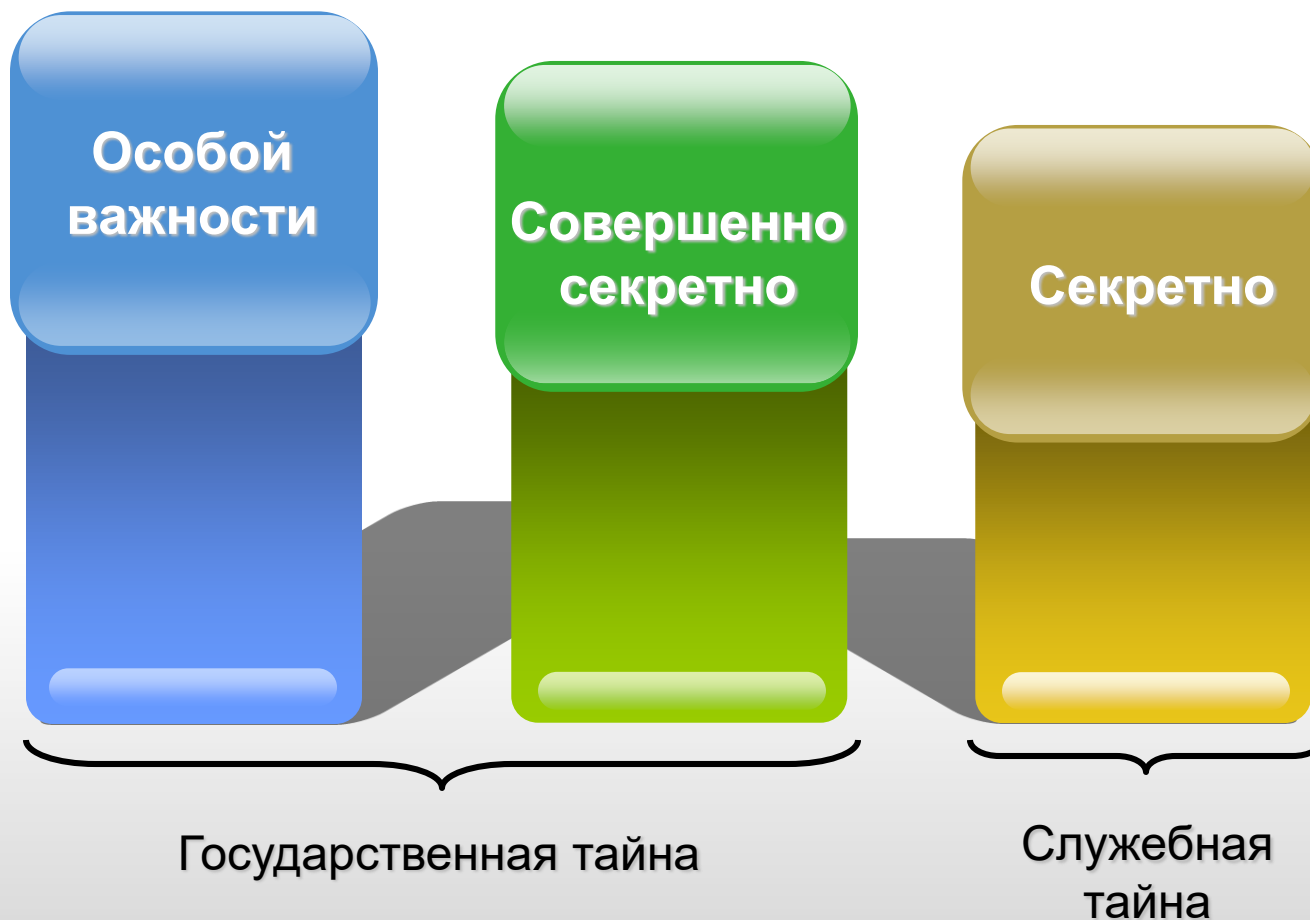 Особой
важности
Совершенно
секретно
Секретно
Государственная тайна
Служебная
тайна